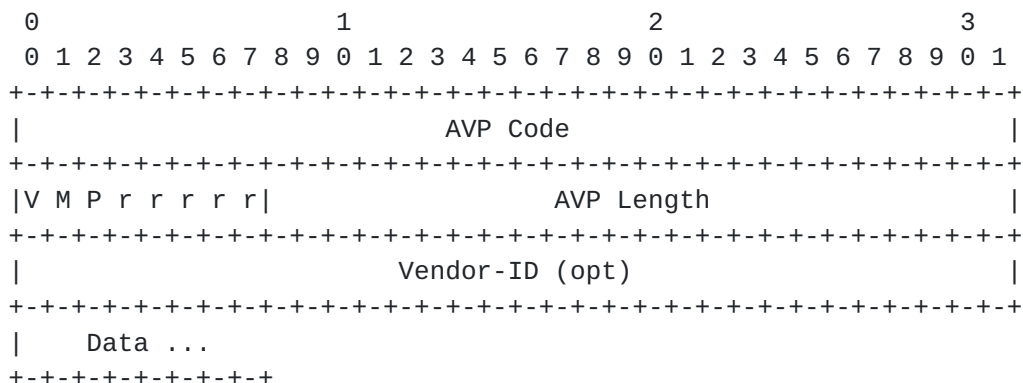 0                   1                   2                   3
 0 1 2 3 4 5 6 7 8 9 0 1 2 3 4 5 6 7 8 9 0 1 2 3 4 5 6 7 8 9 0 1
+-+-+-+-+-+-+-+-+-+-+-+-+-+-+-+-+-+-+-+-+-+-+-+-+-+-+-+-+-+-+-+-+
|                           AVP Code                            |
+-+-+-+-+-+-+-+-+-+-+-+-+-+-+-+-+-+-+-+-+-+-+-+-+-+-+-+-+-+-+-+-+
|V M P r r r r r|                  AVP Length                   |
+-+-+-+-+-+-+-+-+-+-+-+-+-+-+-+-+-+-+-+-+-+-+-+-+-+-+-+-+-+-+-+-+
|                        Vendor-ID (opt)                        |
+-+-+-+-+-+-+-+-+-+-+-+-+-+-+-+-+-+-+-+-+-+-+-+-+-+-+-+-+-+-+-+-+
|    Data ...
+-+-+-+-+-+-+-+-+